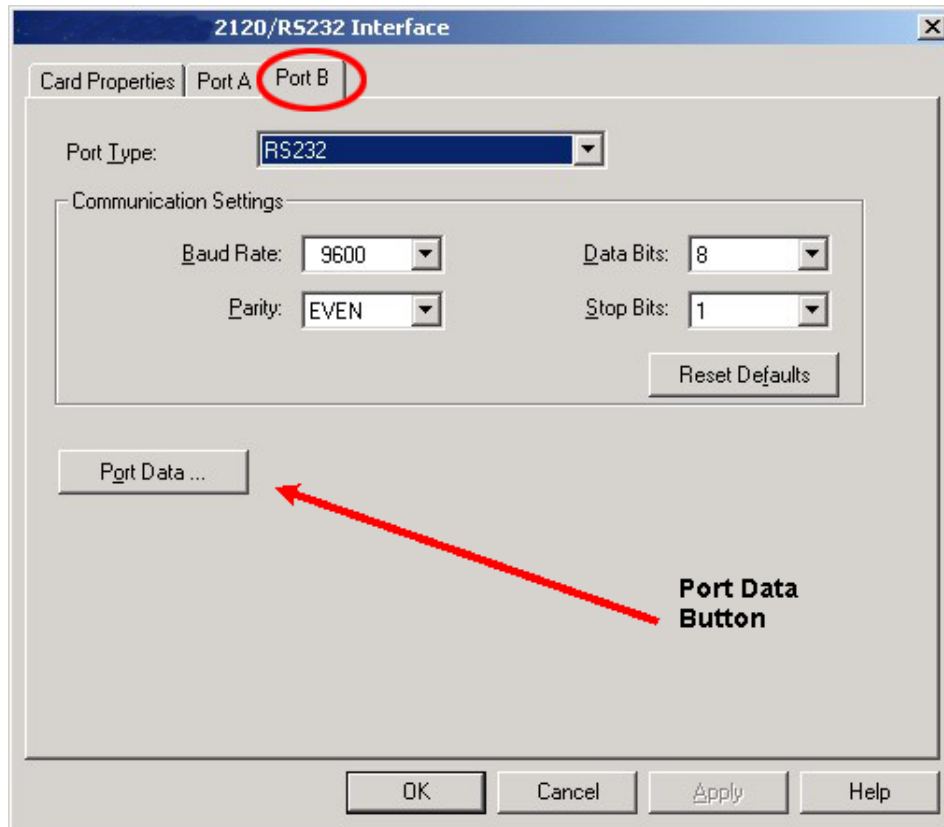 2120/RS232 Interface
Card Properties Port A Port B
Port Type: RS232
Communication Settings
Baud Rate: 9600 Data Bits: 8
Parity: EVEN Stop Bits: 1
Reset Defaults
Port Data ...
Port Data
Button
OK Cancel Apply Help